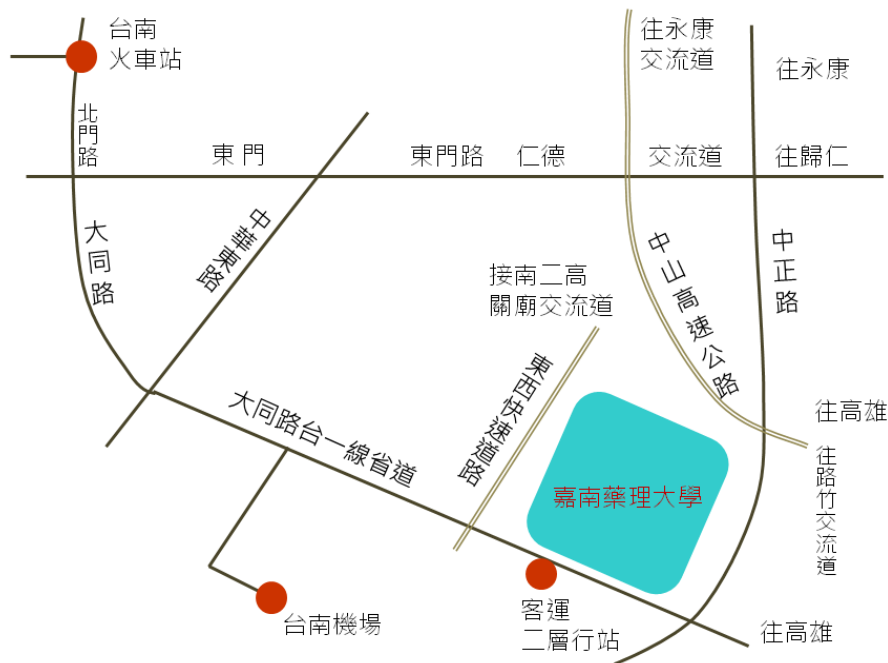 台南
火車站
往永康
交流道
往永康
北門路
東 門
東門路
仁德
交流道
往歸仁
大同路
中華東路
接南二高
關廟交流道
中山高速公路
中正路
東西快速道路
大同路台一線省道
往高雄
往路竹交流道
嘉南藥理大學
台南機場
客運
二層行站
往高雄